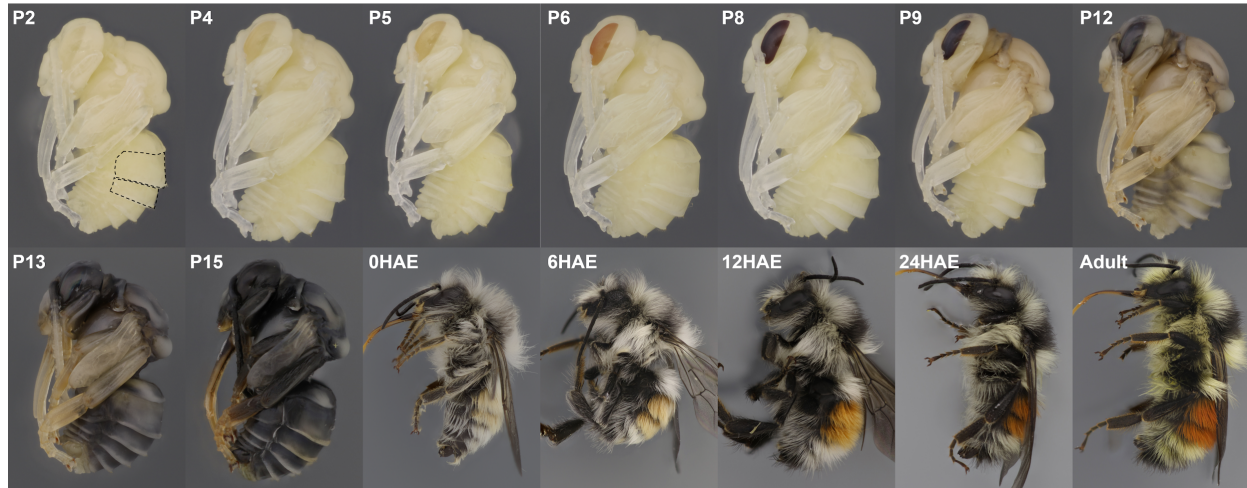 P2
P4
P5
P6
P8
P9
P12
P13
P15
0HAE
6HAE
12HAE
24HAE
Adult